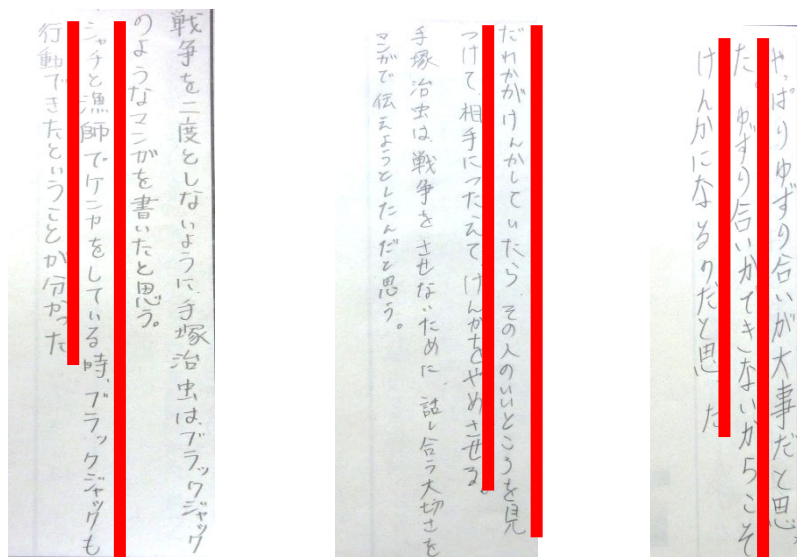 戦争を二度としないように、手塚治虫は、ブラックジャック
のようなマンガを書いたと思う。
シャチと漁師でケンカをしている時、ブラックジャックも
行動できたということが分かった
だれかがけんかしていたら、その人のいいところを見
つけて、相手につたえて、けんかをやめさせる。
手塚治虫は、戦争をさせないために、話し合う大切さを
マンガで伝えようとしたんだと思う。
やっぱりゆずり合いが大事だと思っ
た。ゆずり合いができないからこそ
けんかになるのだと思った